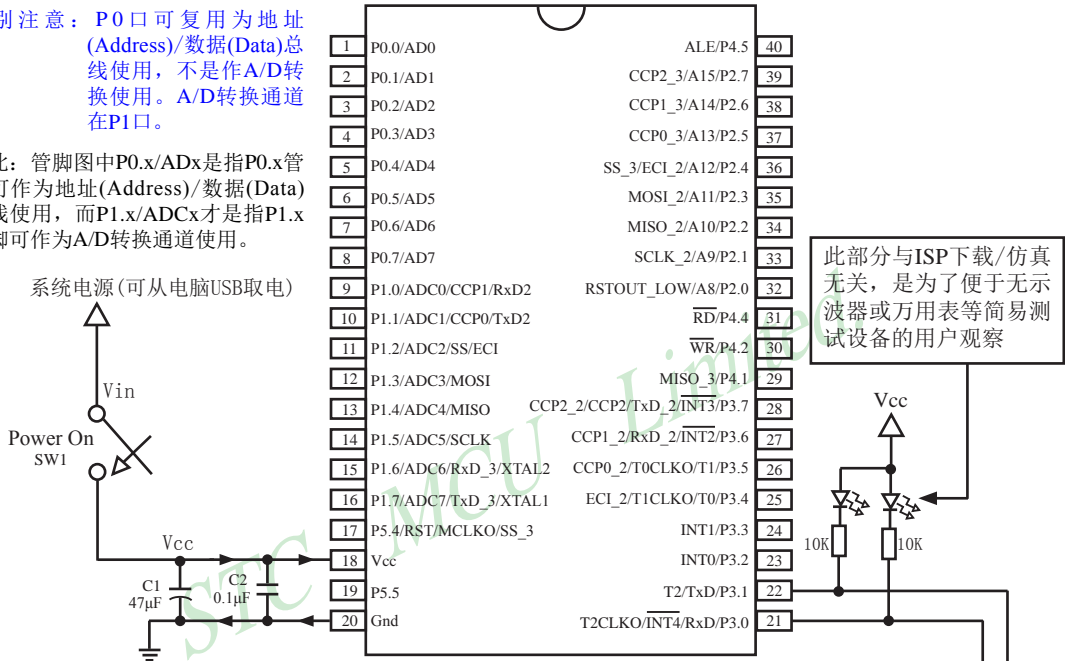 别注意：P0口可复用为地址
(Address)/数据(Data)总
线使用，不是作A/D转
换使用。A/D转换通道
在P1口。
：管脚图中P0.x/ADx是指P0.x管
可作为地址(Address)/数据(Data)
线使用，而P1.x/ADCx才是指P1.x
脚可作为A/D转换通道使用。
系统电源(可从电脑USB取电)
Vin
Power On
SW1
Vcc
C1
47μF
C2
0.1μF
1 P0.0/AD0
2 P0.1/AD1
3 P0.2/AD2
4 P0.3/AD3
5 P0.4/AD4
6 P0.5/AD5
7 P0.6/AD6
8 P0.7/AD7
9 P1.0/ADC0/CCP1/RxD2
10 P1.1/ADC1/CCP0/TxD2
11 P1.2/ADC2/SS/ECI
12 P1.3/ADC3/MOSI
13 P1.4/ADC4/MISO
14 P1.5/ADC5/SCLK
15 P1.6/ADC6/RxD_3/XTAL2
16 P1.7/ADC7/TxD_3/XTAL1
17 P5.4/RST/MCLKO/SS_3
18 Vcc
19 P5.5
20 Gnd
ALE/P4.5 40
CCP2_3/A15/P2.7 39
CCP1_3/A14/P2.6 38
CCP0_3/A13/P2.5 37
SS_3/ECI_2/A12/P2.4 36
MOSI_2/A11/P2.3 35
MISO_2/A10/P2.2 34
SCLK_2/A9/P2.1 33
RSTOUT_LOW/A8/P2.0 32
RD/P4.4 31
WR/P4.2 30
MISO_3/P4.1 29
CCP2_2/CCP2/TxD_2/INT3/P3.7 28
CCP1_2/RxD_2/INT2/P3.6 27
CCP0_2/T0CLKO/T1/P3.5 26
ECI_2/T1CLKO/T0/P3.4 25
INT1/P3.3 24
INT0/P3.2 23
T2/TxD/P3.1 22
T2CLKO/INT4/RxD/P3.0 21
此部分与ISP下载/仿真
无关，是为了便于无示
波器或万用表等简易测
试设备的用户观察
Vcc
10K
10K
STC MCU Limited.